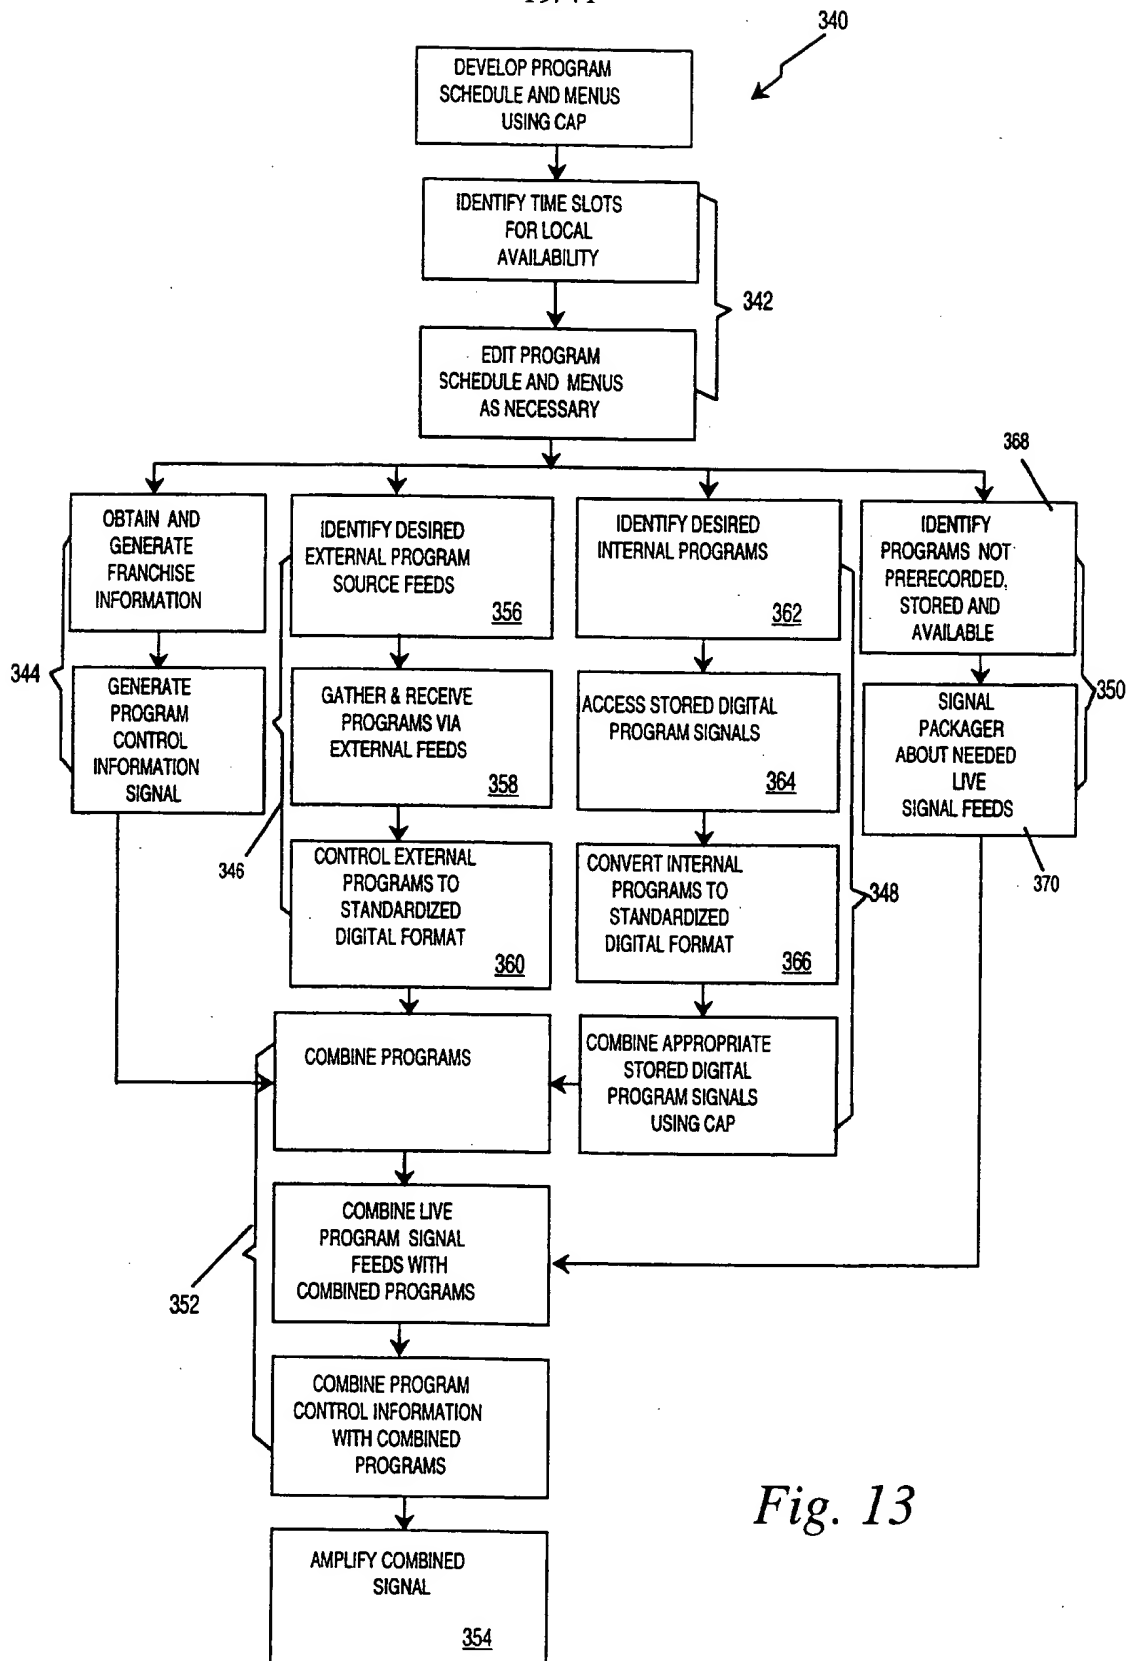 340
DEVELOP PROGRAM
SCHEDULE AND MENUS
USING CAP
IDENTIFY TIME SLOTS
FOR LOCAL
AVAILABILITY
342
EDIT PROGRAM
SCHEDULE AND MENUS
AS NECESSARY
368
OBTAIN AND
GENERATE
FRANCHISE
INFORMATION
IDENTIFY DESIRED
EXTERNAL PROGRAM
SOURCE FEEDS
356
IDENTIFY DESIRED
INTERNAL PROGRAMS
362
IDENTIFY
PROGRAMS NOT
PRERECORDED,
STORED AND
AVAILABLE
344
350
GENERATE
PROGRAM
CONTROL
INFORMATION
SIGNAL
GATHER & RECEIVE
PROGRAMS VIA
EXTERNAL FEEDS
358
ACCESS STORED DIGITAL
PROGRAM SIGNALS
364
SIGNAL
PACKAGER
ABOUT NEEDED
LIVE
SIGNAL FEEDS
346
370
CONTROL EXTERNAL
PROGRAMS TO
STANDARDIZED
DIGITAL FORMAT
360
CONVERT INTERNAL
PROGRAMS TO
STANDARDIZED
DIGITAL FORMAT
366
348
COMBINE PROGRAMS
COMBINE APPROPRIATE
STORED DIGITAL
PROGRAM SIGNALS
USING CAP
COMBINE LIVE
PROGRAM SIGNAL
FEEDS WITH
COMBINED PROGRAMS
352
COMBINE PROGRAM
CONTROL INFORMATION
WITH COMBINED
PROGRAMS
Fig. 13
AMPLIFY COMBINED
SIGNAL
354